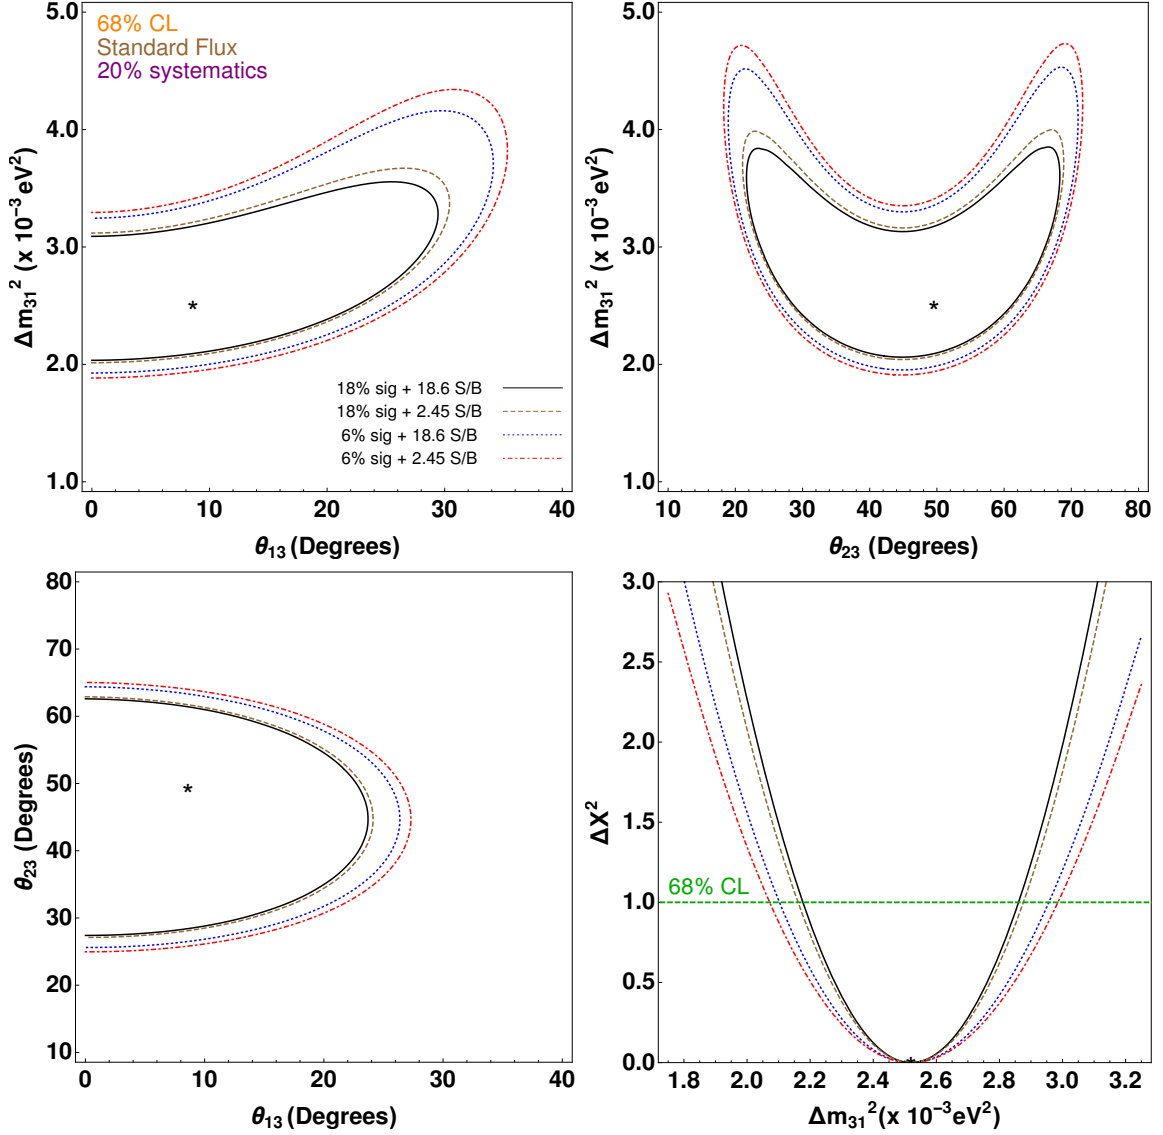 68% CL
Standard Flux
20% systematics
5.0
4.0
3.0
2.0
1.0
Δm₃₁² (x 10⁻³ eV²)
18% sig + 18.6 S/B
18% sig + 2.45 S/B
6% sig + 18.6 S/B
6% sig + 2.45 S/B
*
0 10 20 30 40
θ₁₃ (Degrees)
5.0
4.0
3.0
2.0
1.0
Δm₃₁² (x 10⁻³ eV²)
*
10 20 30 40 50 60 70 80
θ₂₃ (Degrees)
80
70
60
50
40
30
20
10
θ₂₃ (Degrees)
*
0 10 20 30 40
θ₁₃ (Degrees)
3.0
2.5
2.0
1.5
1.0
0.5
0.0
ΔX²
68% CL
*
1.8 2.0 2.2 2.4 2.6 2.8 3.0 3.2
Δm₃₁² (x 10⁻³ eV²)